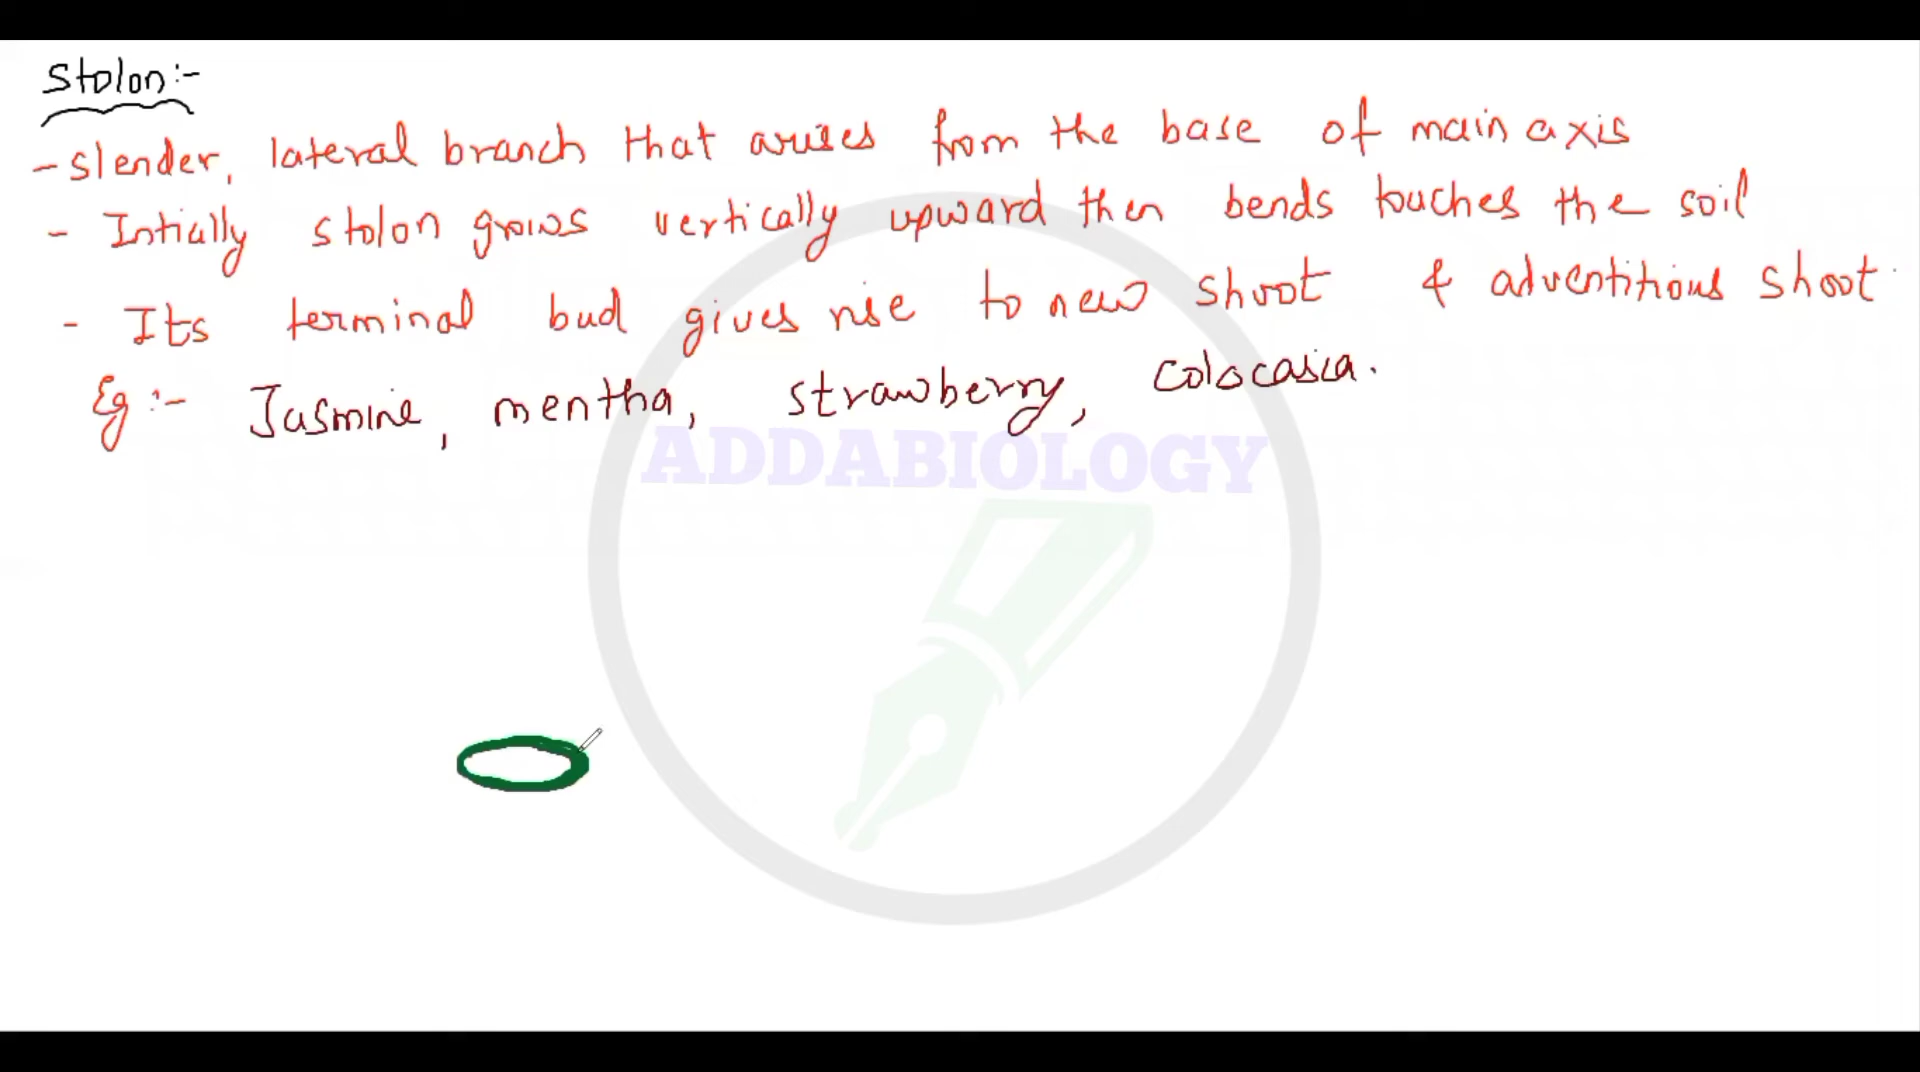 Stolon:-
- Slender, lateral branch that arises from the base of main axis
- Intially stolon grows vertically upward then bends touches the soil
- Its terminal bud gives rise to new shoot & adventitious shoot.
Eg:- Jasmine, mentha, strawberry, colocasia.
ADDABIOLOGY